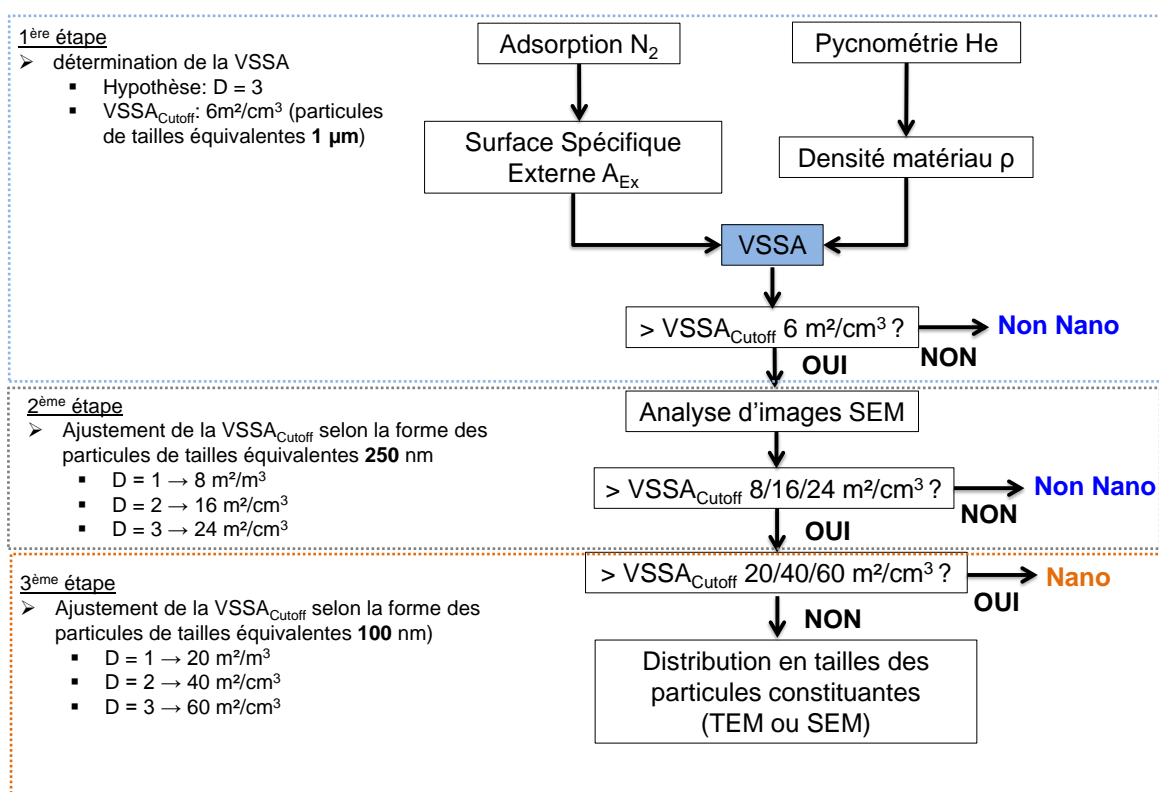 1ère étape
➢ détermination de la VSSA
▪ Hypothèse: D = 3
▪ VSSACutoff: 6m²/cm³ (particules
de tailles équivalentes 1 µm)
Adsorption N₂
Pycnométrie He
Surface Spécifique
Externe AEx
Densité matériau ρ
VSSA
> VSSACutoff 6 m²/cm³ ?
Non Nano
OUI
NON
2ème étape
➢ Ajustement de la VSSACutoff selon la forme des
particules de tailles équivalentes 250 nm
▪ D = 1 → 8 m²/m³
▪ D = 2 → 16 m²/cm³
▪ D = 3 → 24 m²/cm³
Analyse d'images SEM
> VSSACutoff 8/16/24 m²/cm³ ?
Non Nano
NON
OUI
3ème étape
➢ Ajustement de la VSSACutoff selon la forme des
particules de tailles équivalentes 100 nm)
▪ D = 1 → 20 m²/m³
▪ D = 2 → 40 m²/cm³
▪ D = 3 → 60 m²/cm³
> VSSACutoff 20/40/60 m²/cm³ ?
Nano
OUI
NON
Distribution en tailles des
particules constituantes
(TEM ou SEM)